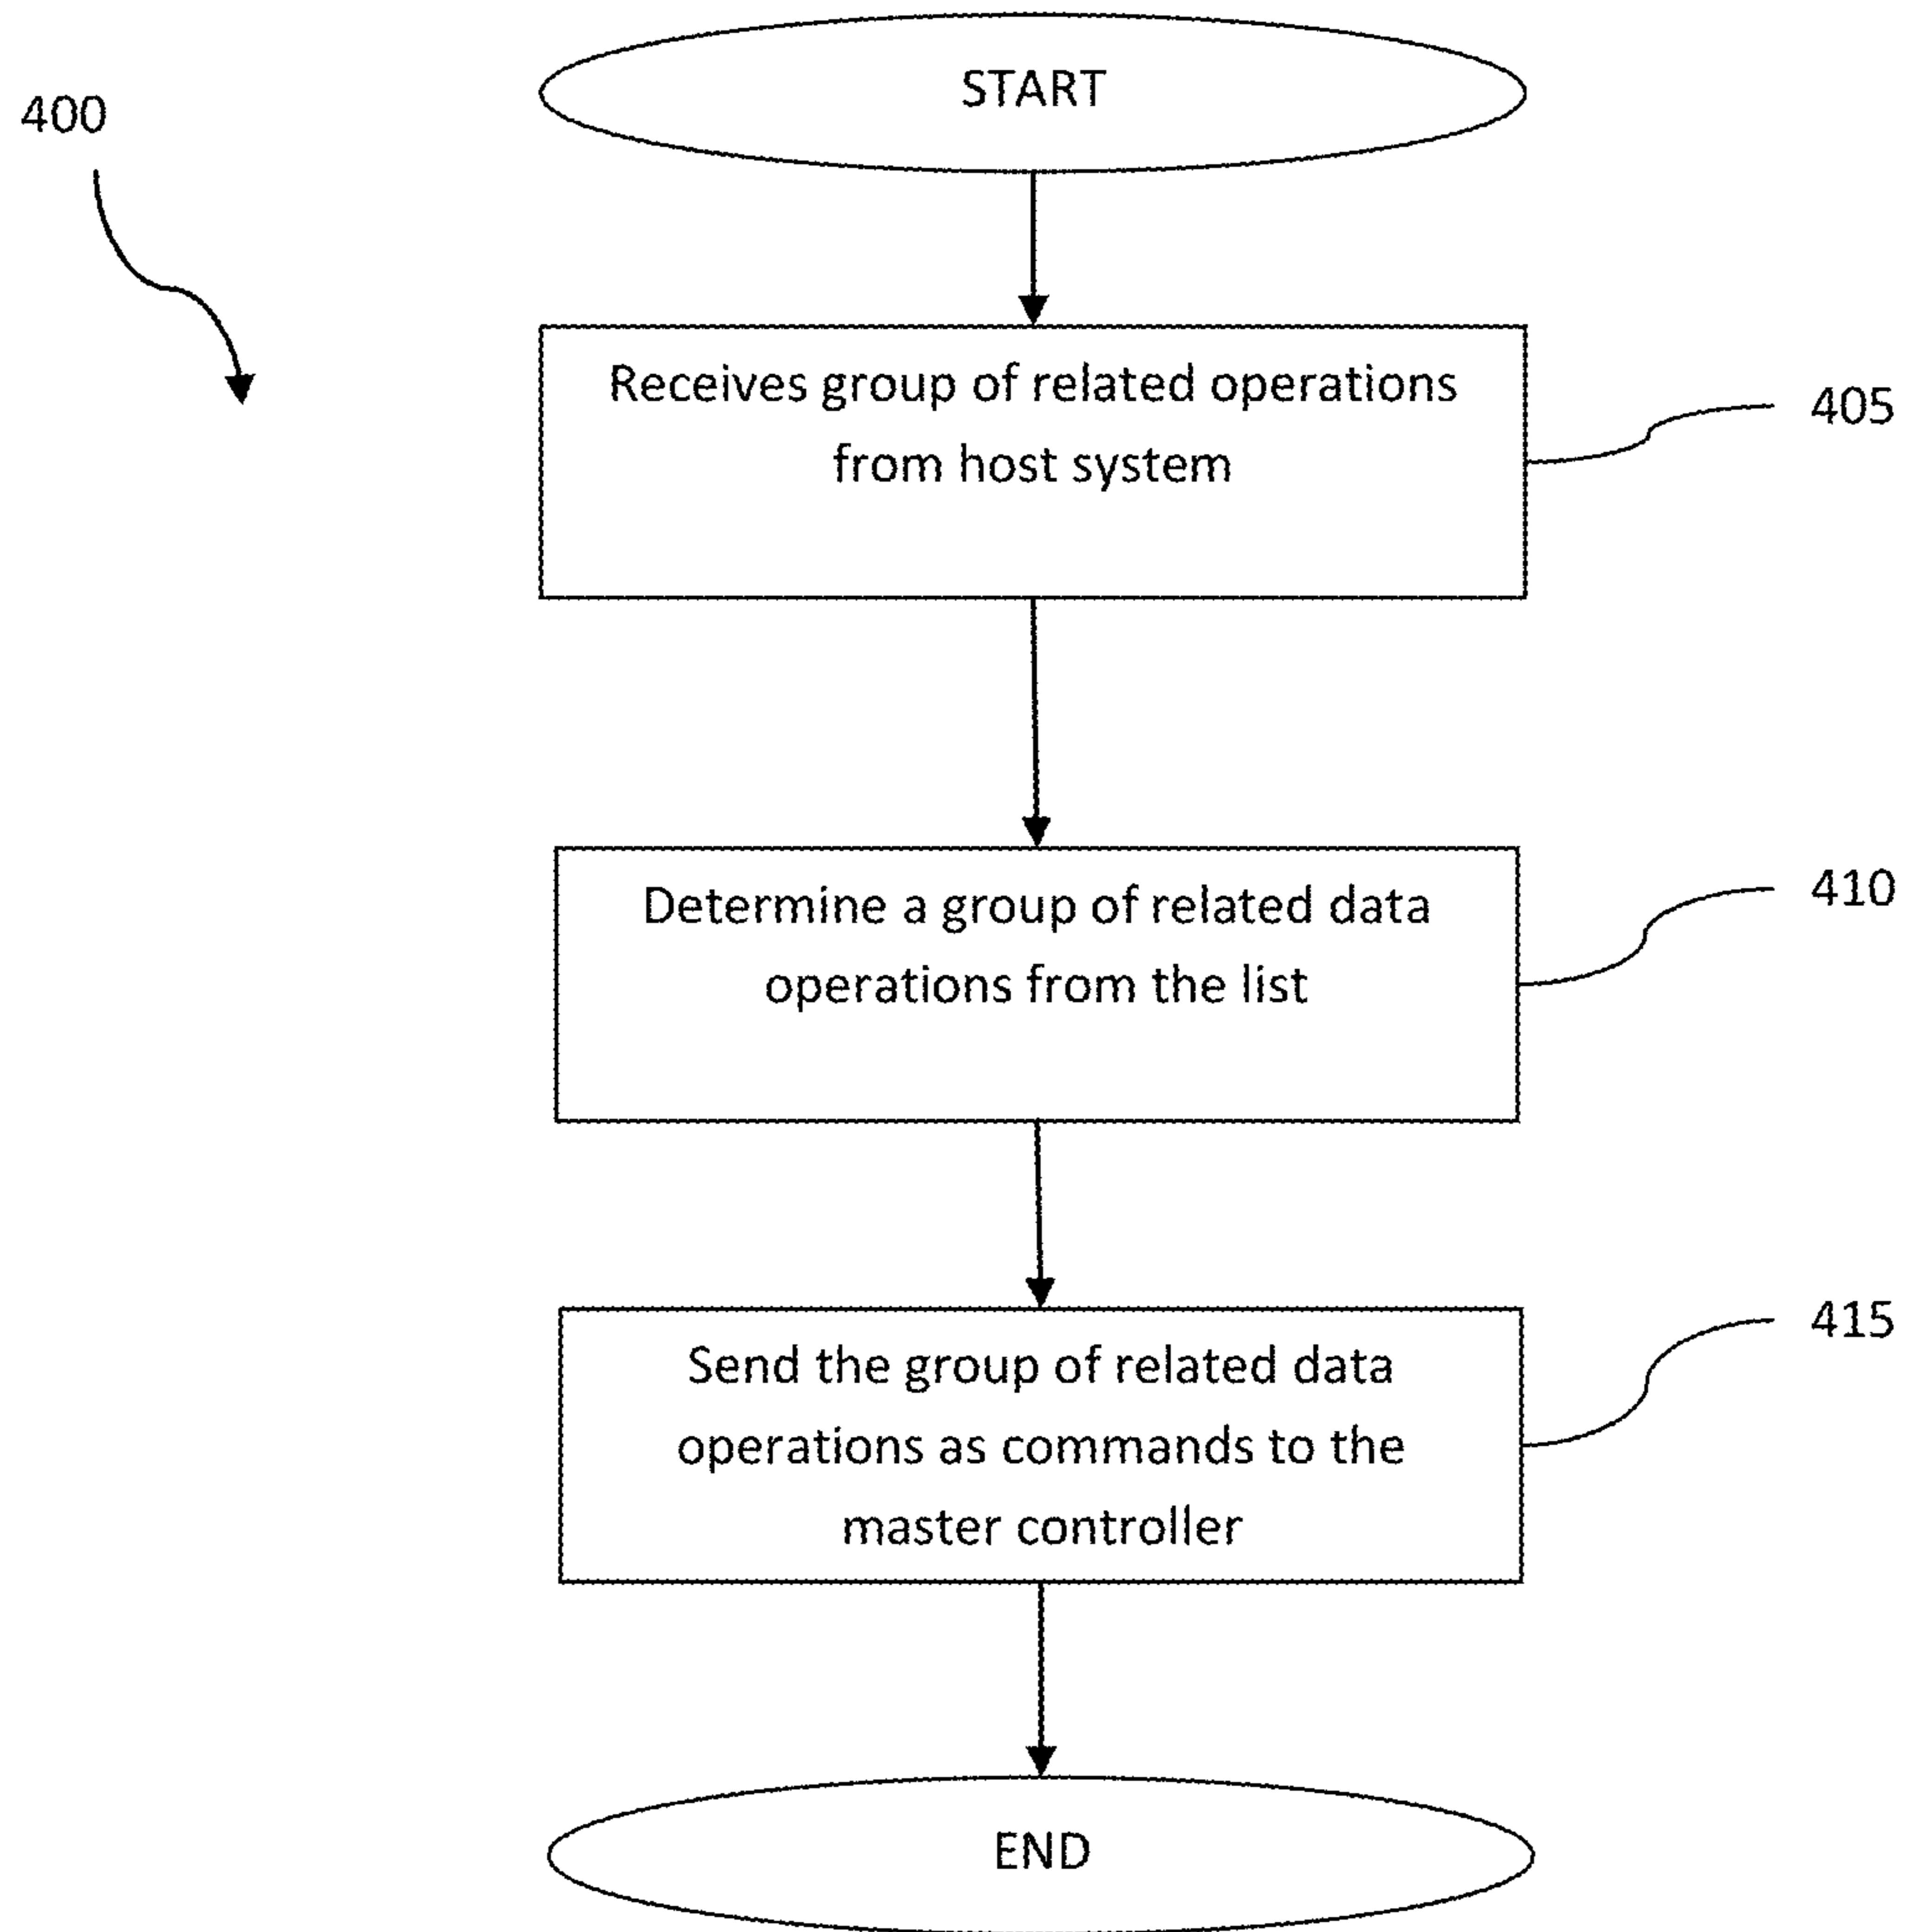 START
400
Receives group of related operations
from host system
405
Determine a group of related data
operations from the list
410
Send the group of related data
operations as commands to the
master controller
415
END